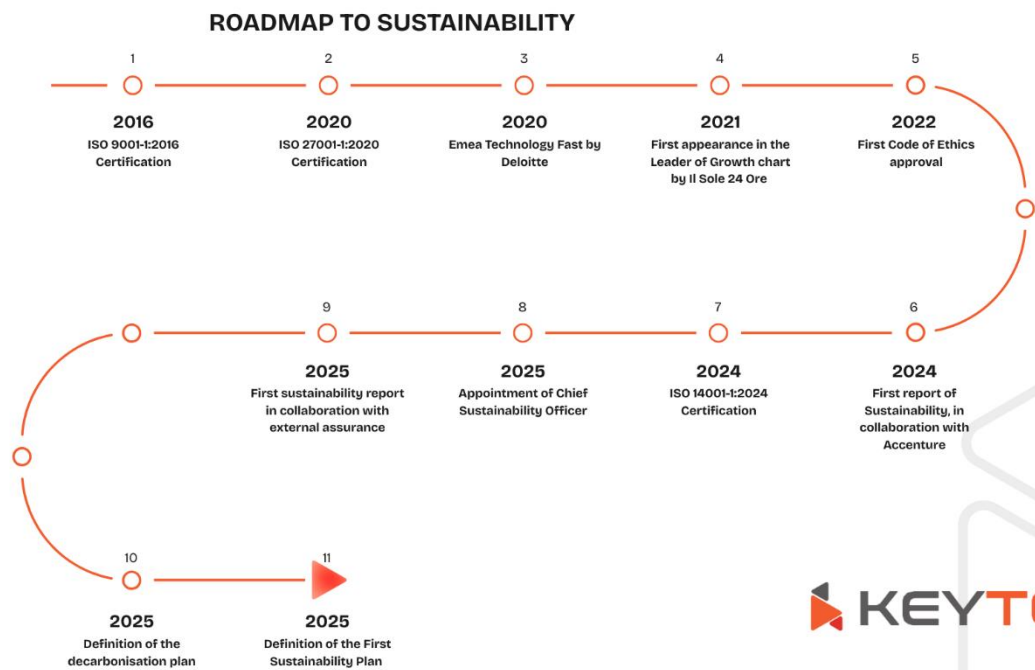 ROADMAP TO SUSTAINABILITY
1
2016
ISO 9001-1:2016
Certification
2
2020
ISO 27001-1:2020
Certification
3
2020
Emea Technology Fast by
Deloitte
4
2021
First appearance in the
Leader of Growth chart
by Il Sole 24 Ore
5
2022
First Code of Ethics
approval
6
2024
First report of
Sustainability, in
collaboration with
Accenture
7
2024
ISO 14001-1:2024
Certification
8
2025
Appointment of Chief
Sustainability Officer
9
2025
First sustainability report
in collaboration with
external assurance
10
2025
Definition of the
decarbonisation plan
11
2025
Definition of the First
Sustainability Plan